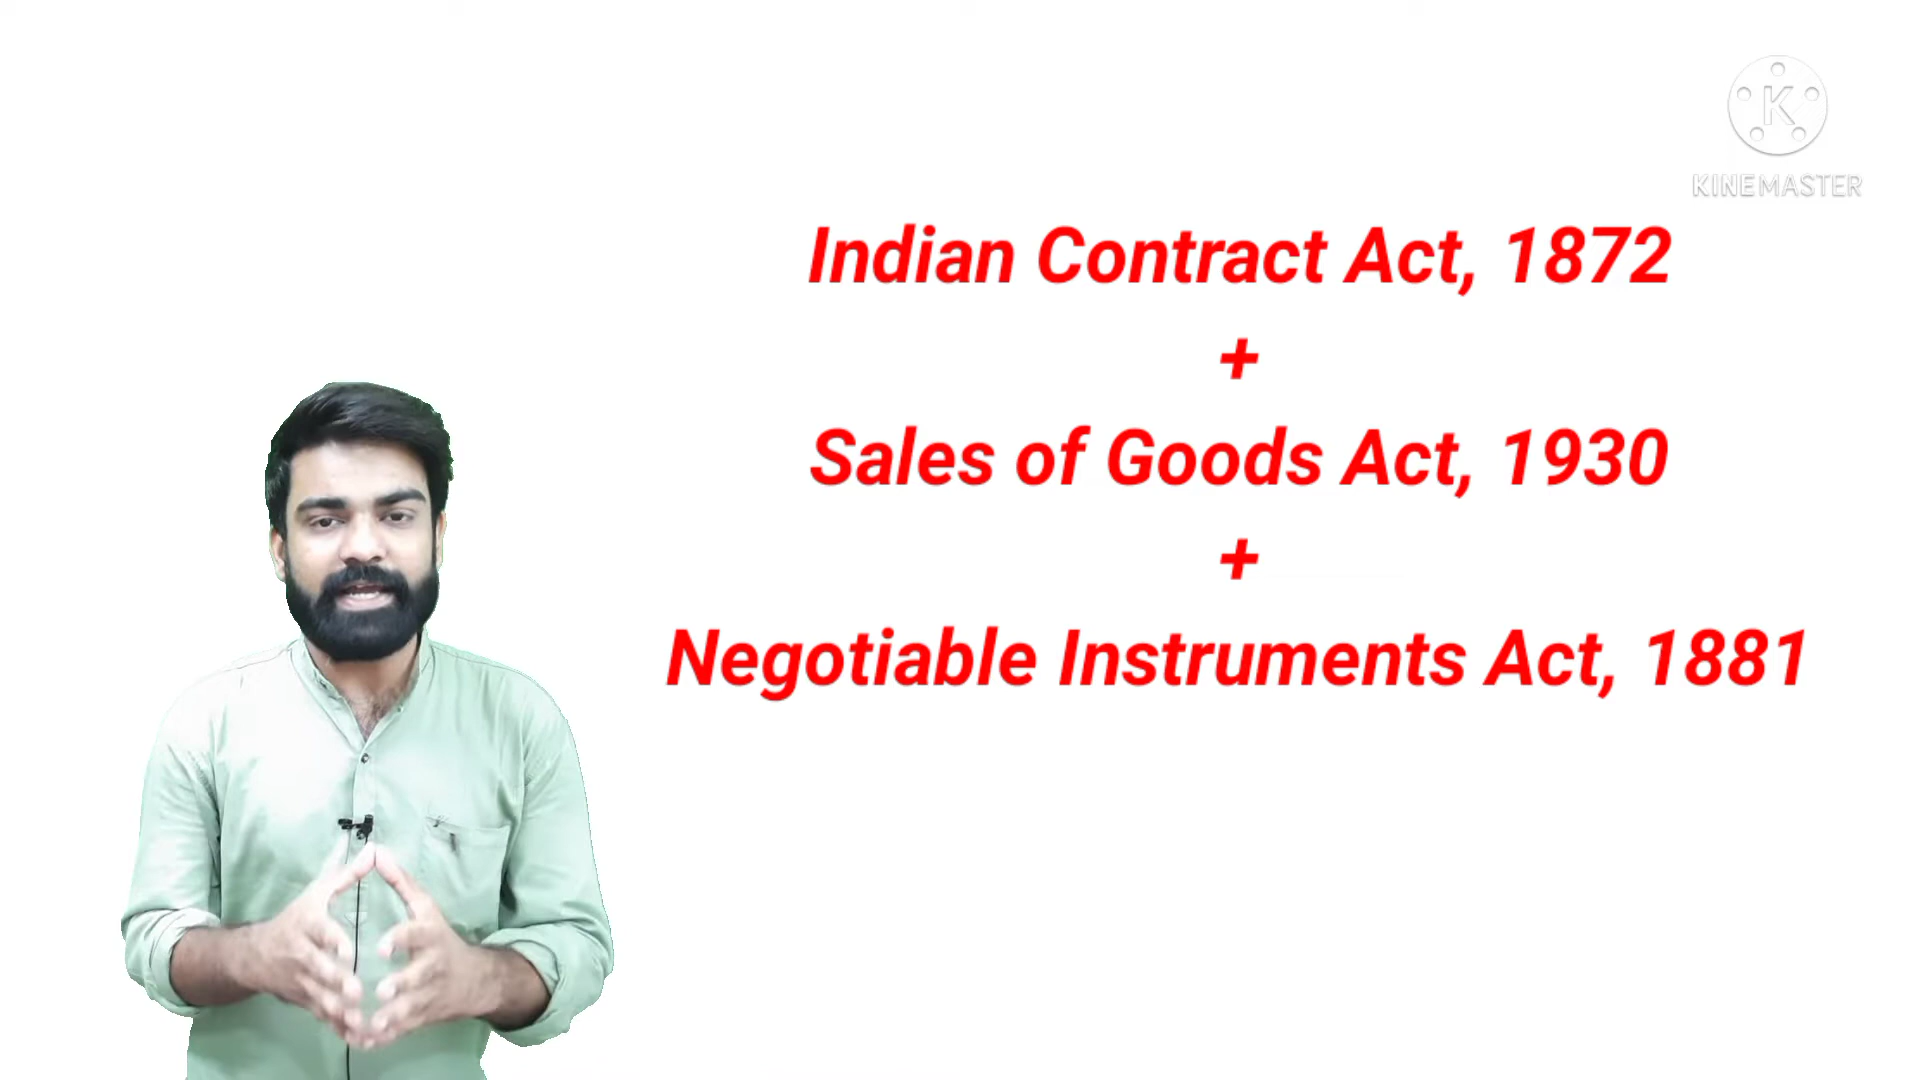 K
KINEMASTER
Indian Contract Act, 1872
+
Sales of Goods Act, 1930
+
Negotiable Instruments Act, 1881